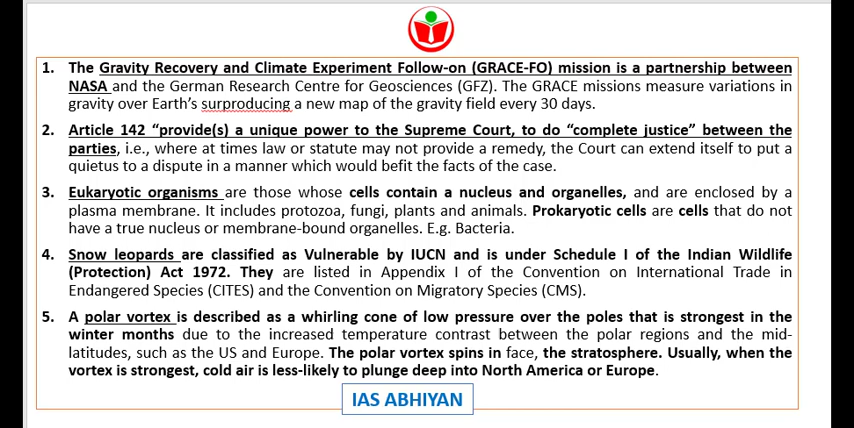 1. The Gravity Recovery and Climate Experiment Follow-on (GRACE-FO) mission is a partnership between
NASA and the German Research Centre for Geosciences (GFZ). The GRACE missions measure variations in
gravity over Earth's surproducing a new map of the gravity field every 30 days.
2. Article 142 "provide(s) a unique power to the Supreme Court, to do "complete justice" between the
parties, i.e., where at times law or statute may not provide a remedy, the Court can extend itself to put a
quietus to a dispute in a manner which would befit the facts of the case.
3. Eukaryotic organisms are those whose cells contain a nucleus and organelles, and are enclosed by a
plasma membrane. It includes protozoa, fungi, plants and animals. Prokaryotic cells are cells that do not
have a true nucleus or membrane-bound organelles. E.g. Bacteria.
4. Snow leopards are classified as Vulnerable by IUCN and is under Schedule I of the Indian Wildlife
(Protection) Act 1972. They are listed in Appendix I of the Convention on International Trade in
Endangered Species (CITES) and the Convention on Migratory Species (CMS).
5. A polar vortex is described as a whirling cone of low pressure over the poles that is strongest in the
winter months due to the increased temperature contrast between the polar regions and the mid-
latitudes, such as the US and Europe. The polar vortex spins in face, the stratosphere. Usually, when the
vortex is strongest, cold air is less-likely to plunge deep into North America or Europe.
IAS ABHIYAN